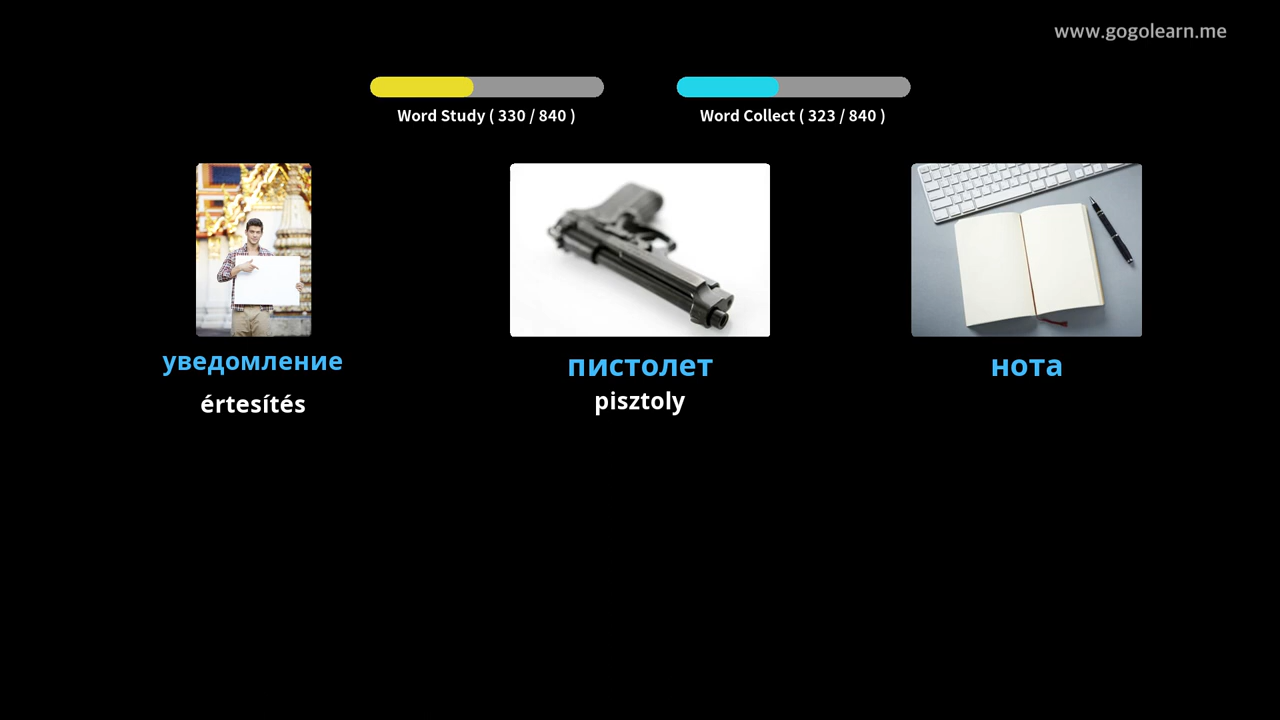 www.gogolearn.me
Word Study ( 330 / 840 )
Word Collect ( 323 / 840 )
уведомление
értesítés
пистолет
pisztoly
нота